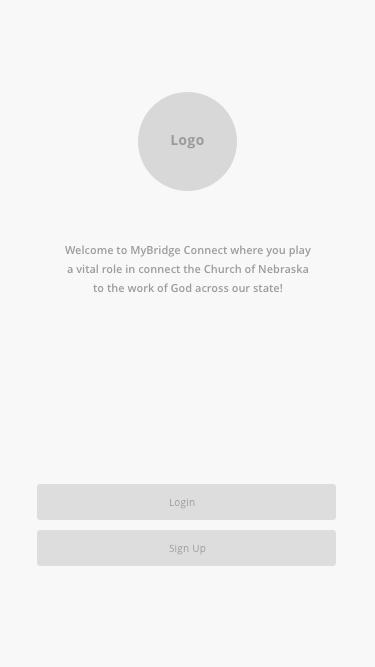 Logo
Welcome to MyBridge Connect where you play
a vital role in connect the Church of Nebraska
to the work of God across our state!
Login
Sign Up